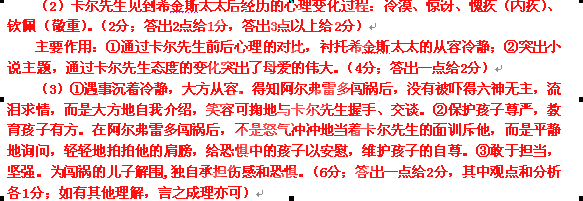 （2）卡尔先生见到希金斯太太后经历的心理变化过程：冷漠、惊讶、愧疚（内疚）、
钦佩（敬重）。（2分；答出2点给1分，答出3点以上给2分）
主要作用：①通过卡尔先生前后心理的对比，衬托希金斯太太的从容冷静；②突出小
说主题，通过卡尔先生态度的变化突出了母爱的伟大。（4分；答出一点给2分）
（3）①遇事沉着冷静，大方从容。得知阿尔弗雷多闯祸后，没有被吓得六神无主，流
泪求情，而是大方地自我介绍，笑容可掬地与卡尔先生握手、交谈。②保护孩子尊严，教
育孩子有方。在阿尔弗雷多闯祸后，不是怒气冲冲地当着卡尔先生的面训斥他，而是平静
地询问，轻轻地拍拍他的肩膀，给恐惧中的孩子以安慰，维护孩子的自尊。③敢于担当，
坚强。为闯祸的儿子解围,独自承担伤感和恐惧。（6分；答出一点给2分，其中观点和分析
各1分；如有其他理解，言之成理亦可）